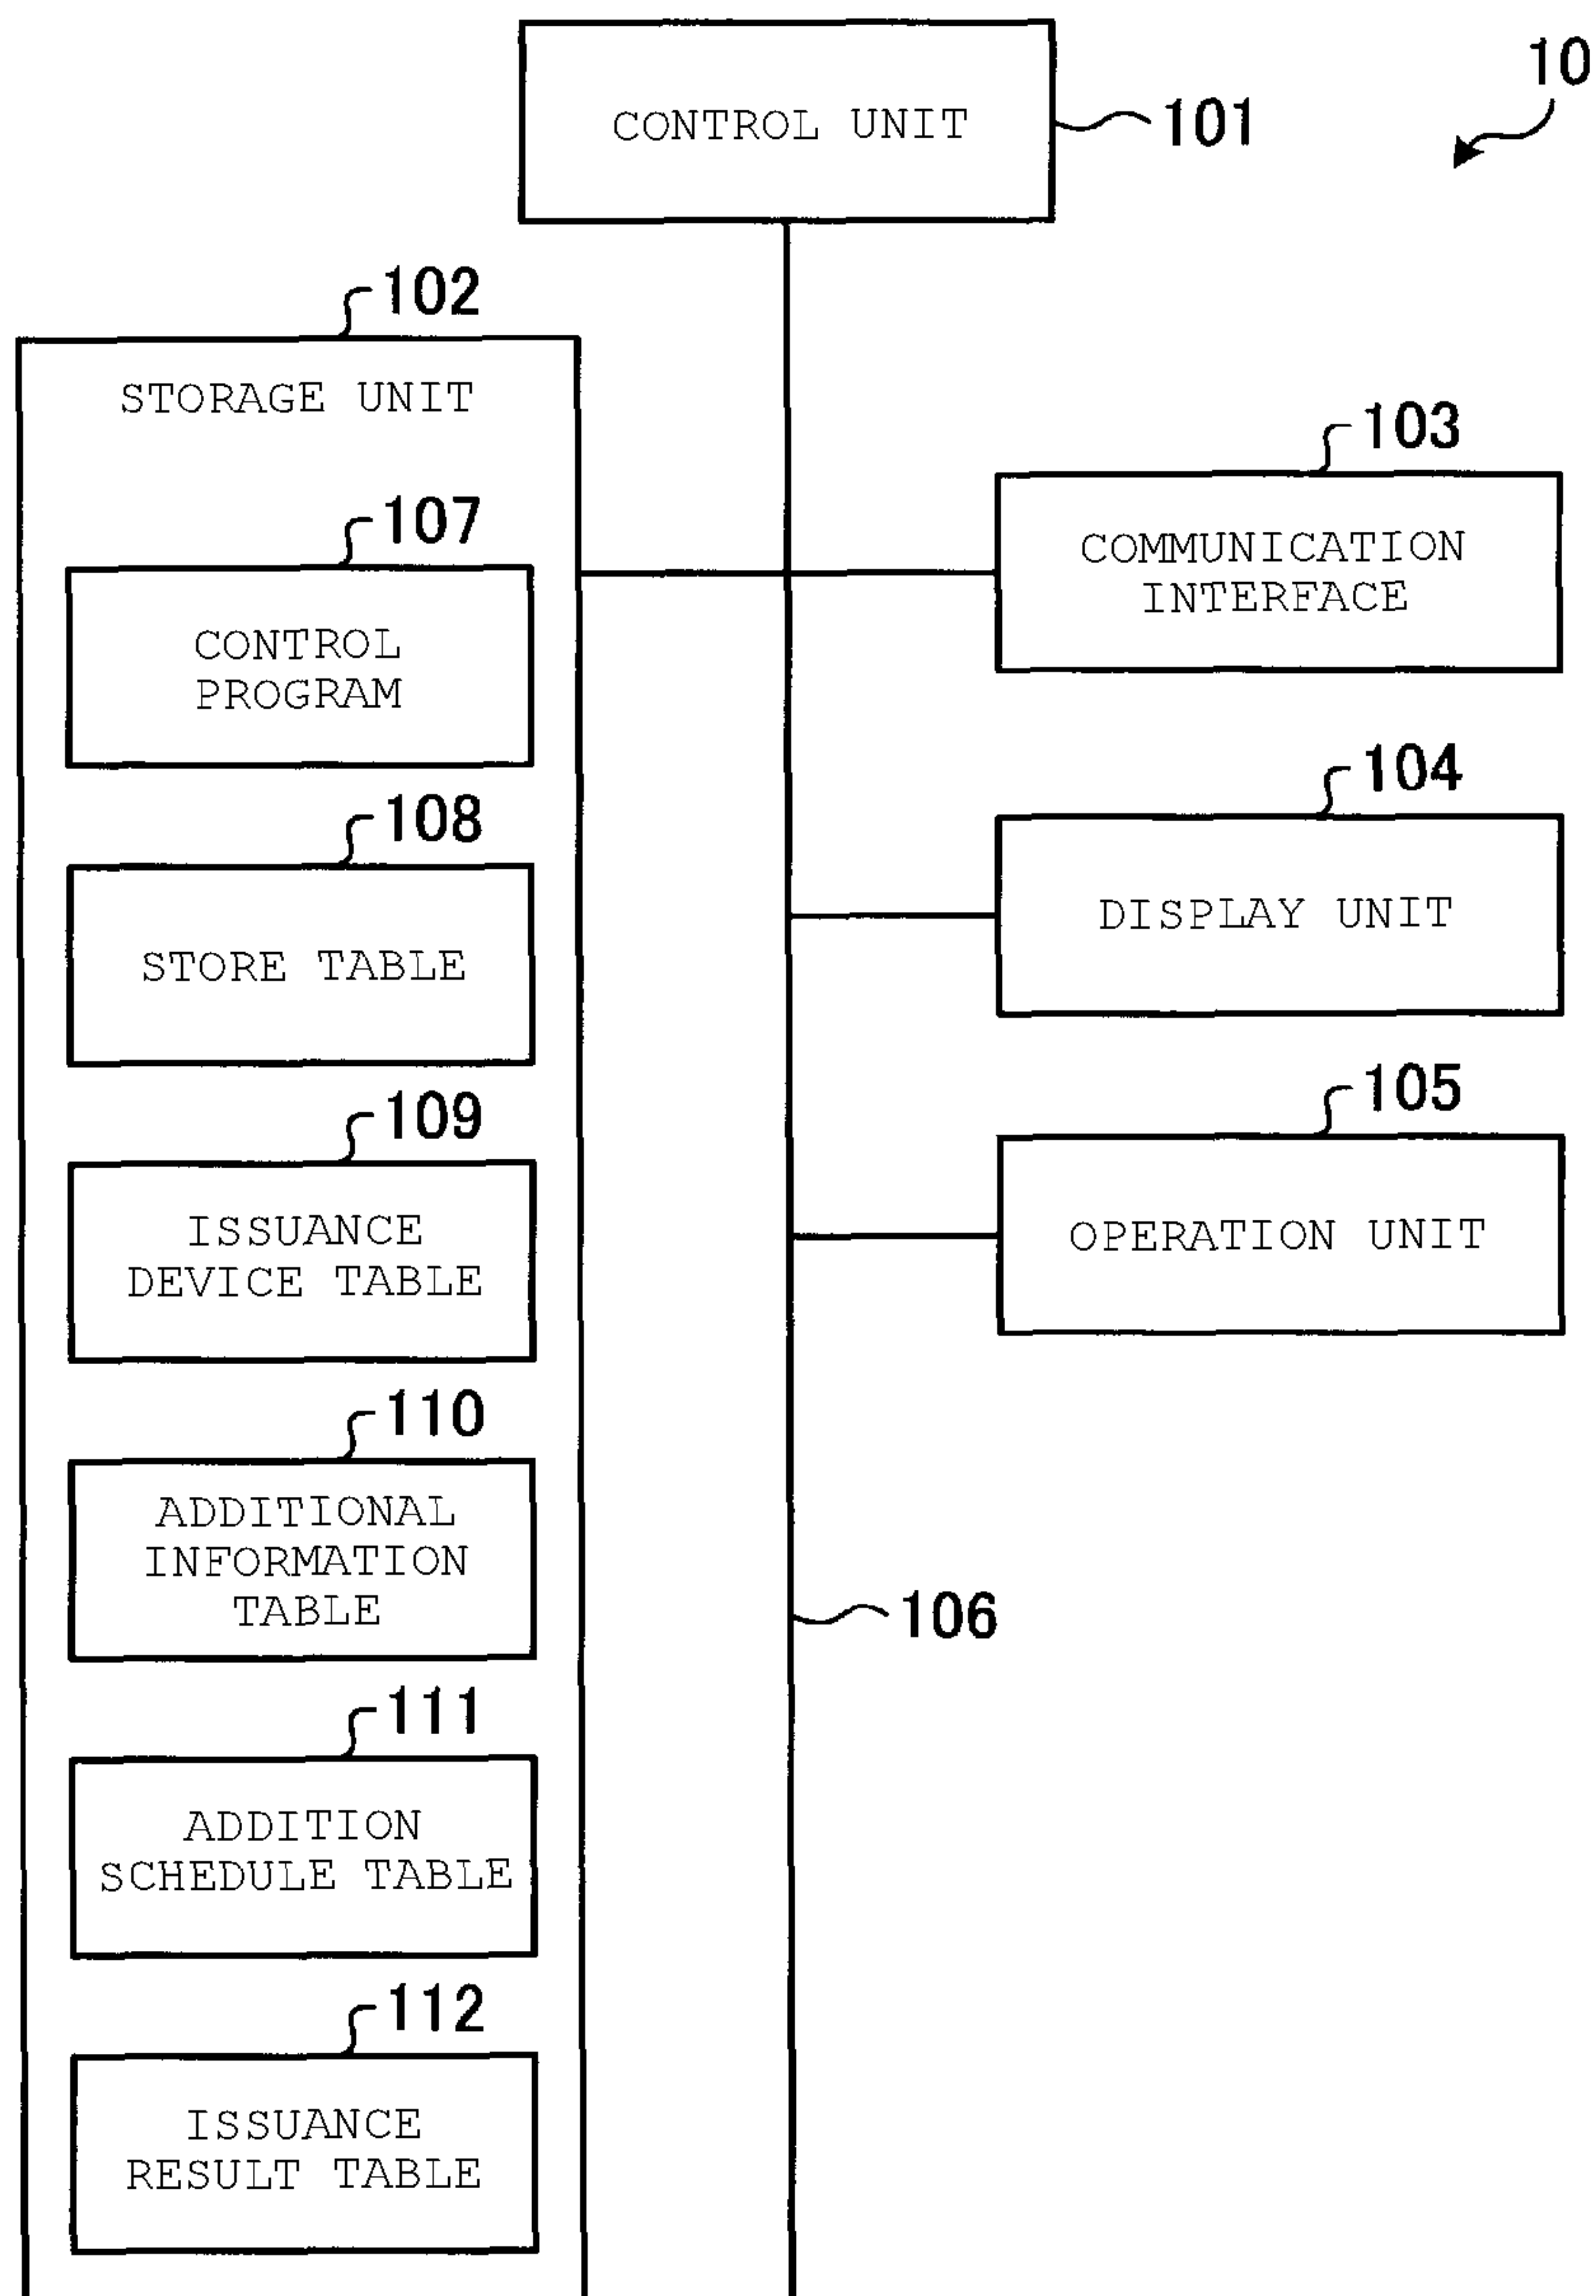 10
CONTROL UNIT
101
102
STORAGE UNIT
103
COMMUNICATION
INTERFACE
107
CONTROL
PROGRAM
104
DISPLAY UNIT
108
STORE TABLE
105
OPERATION UNIT
109
ISSUANCE
DEVICE TABLE
110
ADDITIONAL
INFORMATION
TABLE
106
111
ADDITION
SCHEDULE TABLE
112
ISSUANCE
RESULT TABLE